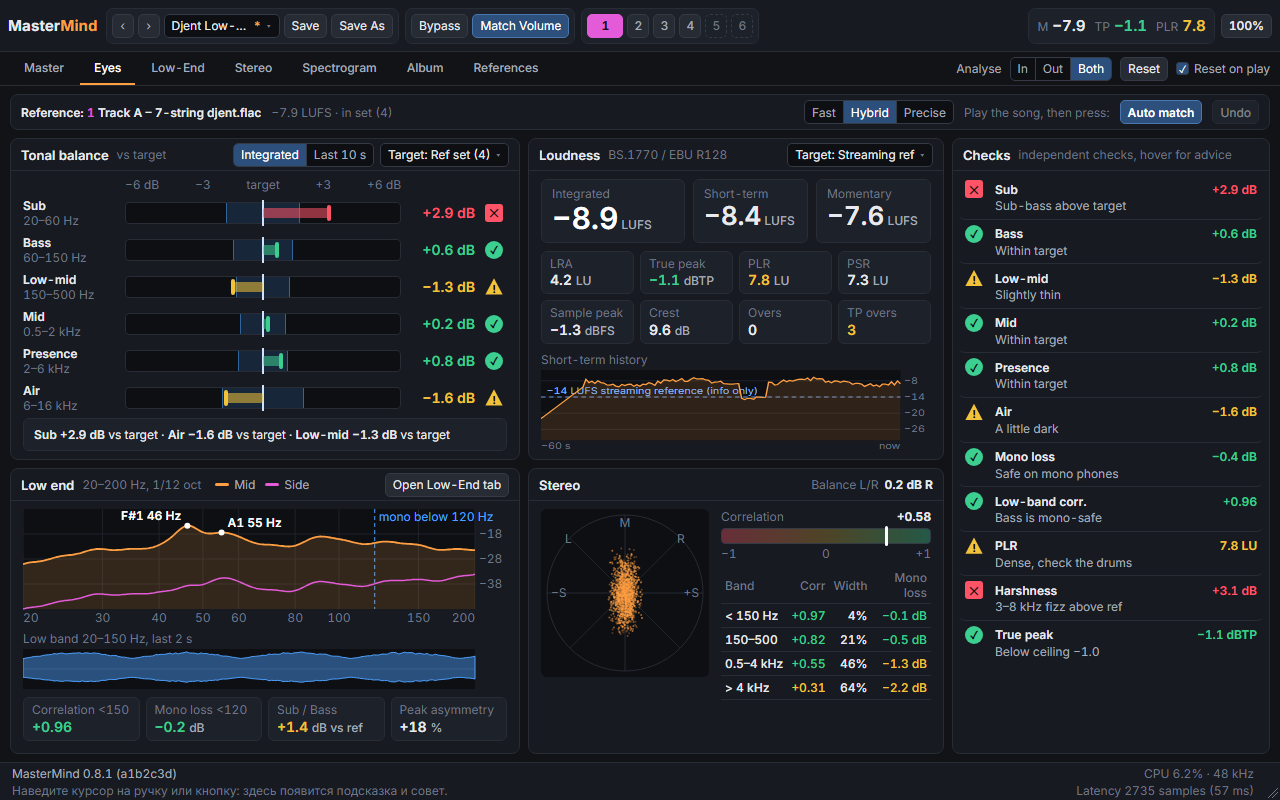 MasterMind ‹ › Djent Low-... * Save Save As Bypass Match Volume 1 2 3 4 5 6 M −7.9 TP −1.1 PLR 7.8 100%
Master Eyes Low-End Stereo Spectrogram Album References Analyse In Out Both Reset Reset on play
Reference: 1 Track A – 7-string djent.flac −7.9 LUFS · in set (4) Fast Hybrid Precise Play the song, then press: Auto match Undo
Tonal balance vs target Integrated Last 10 s Target: Ref set (4)
−6 dB −3 target +3 +6 dB
Sub +2.9 dB
20–60 Hz
Bass +0.6 dB
60–150 Hz
Low-mid −1.3 dB
150–500 Hz
Mid +0.2 dB
0.5–2 kHz
Presence +0.8 dB
2–6 kHz
Air −1.6 dB
6–16 kHz
Sub +2.9 dB vs target · Air −1.6 dB vs target · Low-mid −1.3 dB vs target
Loudness BS.1770 / EBU R128 Target: Streaming ref
Integrated Short-term Momentary
−8.9 LUFS −8.4 LUFS −7.6 LUFS
LRA True peak PLR PSR
4.2 LU −1.1 dBTP 7.8 LU 7.3 LU
Sample peak Crest Overs TP overs
−1.3 dBFS 9.6 dB 0 3
Short-term history
−8
−14 LUFS streaming reference (info only) −14
−20
−26
−60 s now
Checks independent checks, hover for advice
Sub +2.9 dB
Sub-bass above target
Bass +0.6 dB
Within target
Low-mid −1.3 dB
Slightly thin
Mid +0.2 dB
Within target
Presence +0.8 dB
Within target
Air −1.6 dB
A little dark
Mono loss −0.4 dB
Safe on mono phones
Low-band corr. +0.96
Bass is mono-safe
PLR 7.8 LU
Dense, check the drums
Harshness +3.1 dB
3–8 kHz fizz above ref
True peak −1.1 dBTP
Below ceiling −1.0
Low end 20–200 Hz, 1/12 oct Mid Side Open Low-End tab
F#1 46 Hz A1 55 Hz mono below 120 Hz
−18
−28
−38
20 30 40 50 60 80 100 150 200
Low band 20–150 Hz, last 2 s
Correlation <150 Mono loss <120 Sub / Bass Peak asymmetry
+0.96 −0.2 dB +1.4 dB vs ref +18 %
Stereo Balance L/R 0.2 dB R
M
L R
−S +S
Correlation +0.58
−1 0 +1
Band Corr Width Mono loss
< 150 Hz +0.97 4% −0.1 dB
150–500 +0.82 21% −0.5 dB
0.5–4 kHz +0.55 46% −1.3 dB
> 4 kHz +0.31 64% −2.2 dB
MasterMind 0.8.1 (a1b2c3d) CPU 6.2% · 48 kHz
Наведите курсор на ручку или кнопку: здесь появится подсказка и совет. Latency 2735 samples (57 ms)